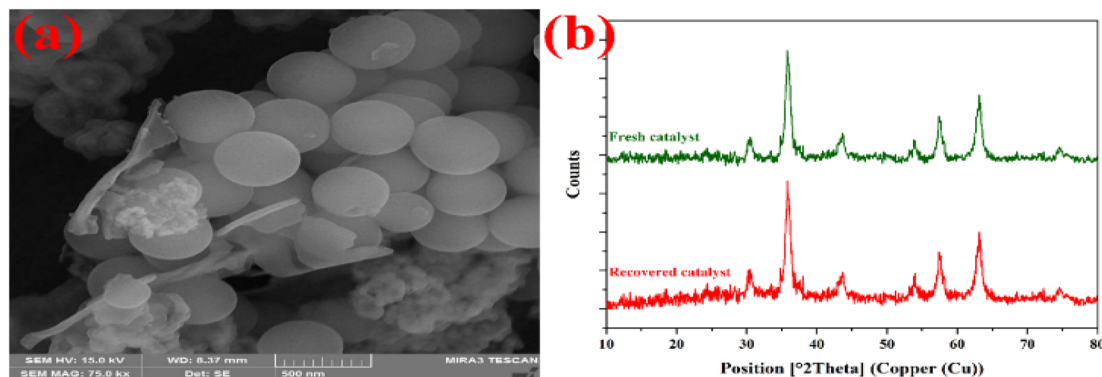 (a)
SEM HV: 15.0 kV WD: 8.37 mm MIRA3 TESCAN
SEM MAG: 75.0 kx Det: SE 500 nm
(b)
Fresh catalyst
Recovered catalyst
Counts
10 20 30 40 50 60 70 80
Position [°2Theta] (Copper (Cu))